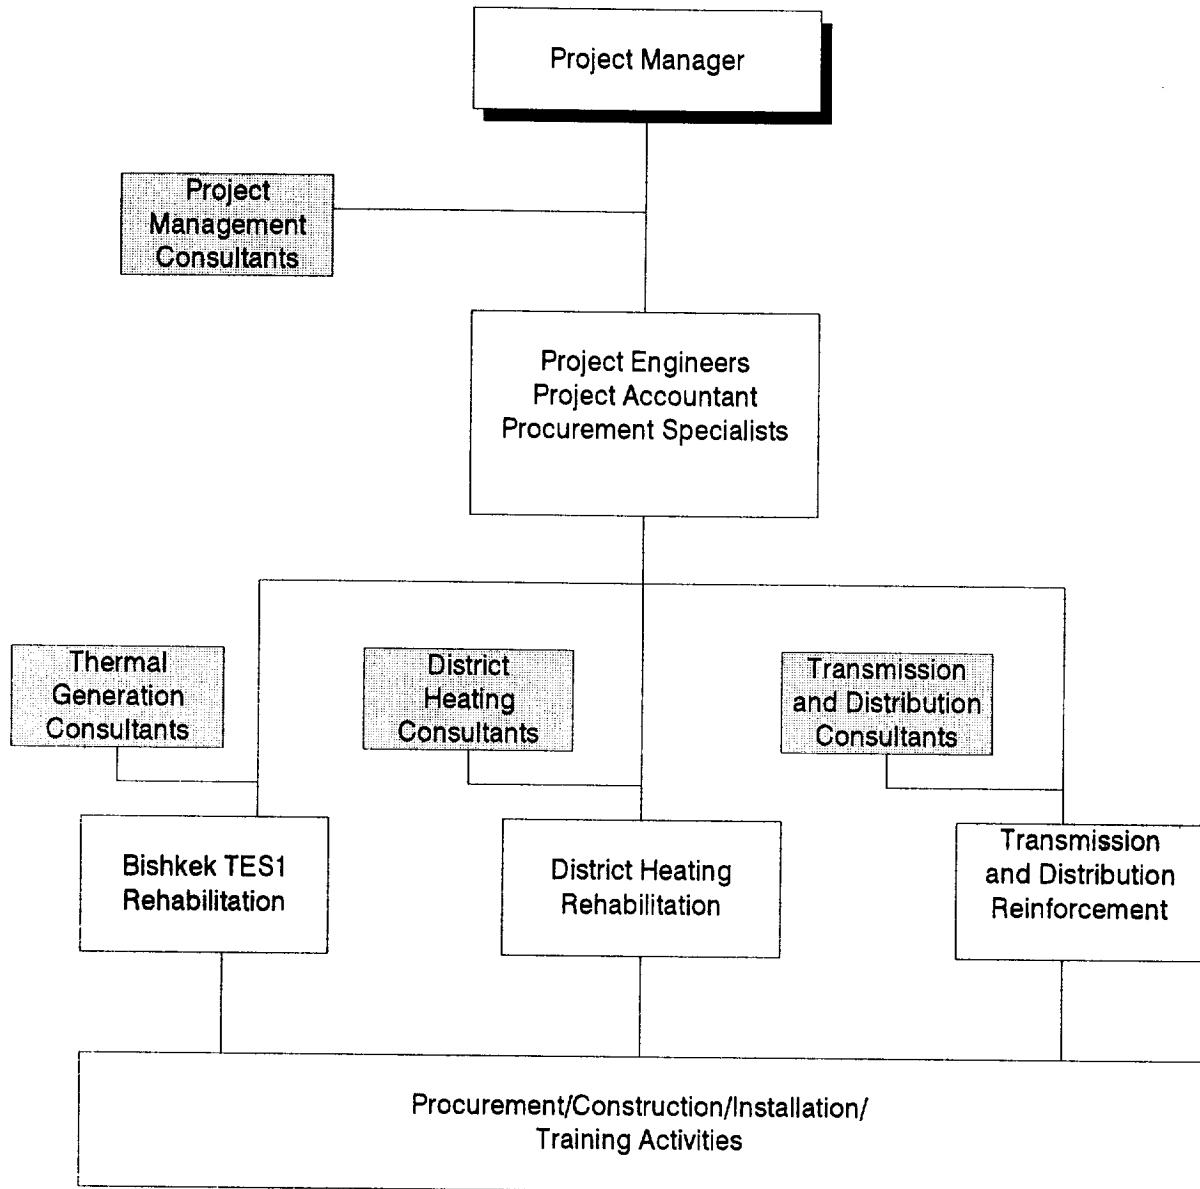 Project Manager
Project
Management
Consultants
Project Engineers
Project Accountant
Procurement Specialists
Thermal
Generation
Consultants
District
Heating
Consultants
Transmission
and Distribution
Consultants
Bishkek TES1
Rehabilitation
District Heating
Rehabilitation
Transmission
and Distribution
Reinforcement
Procurement/Construction/Installation/
Training Activities